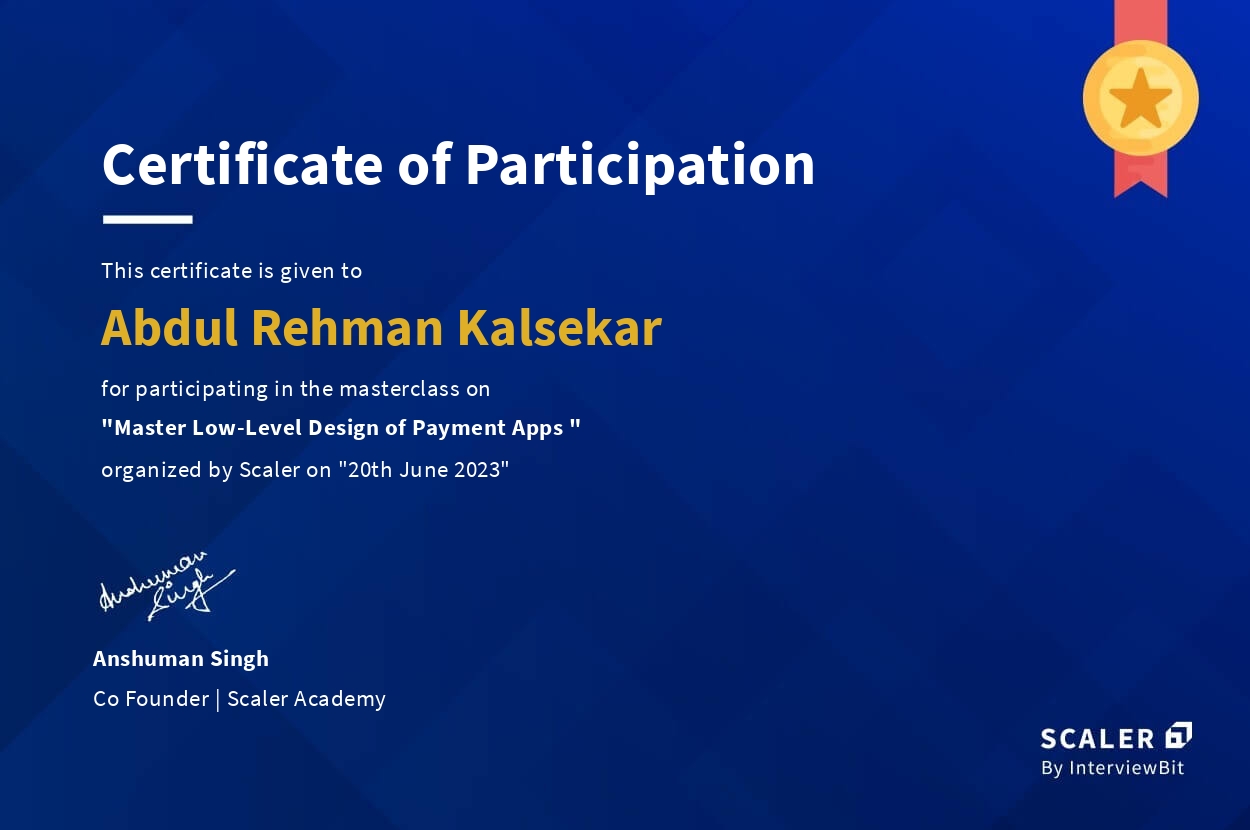 Certificate of Participation
This certificate is given to
Abdul Rehman Kalsekar
for participating in the masterclass on
"Master Low-Level Design of Payment Apps "
organized by Scaler on "20th June 2023"
Anshuman
Singh
Anshuman Singh
Co Founder | Scaler Academy
SCALER
By InterviewBit